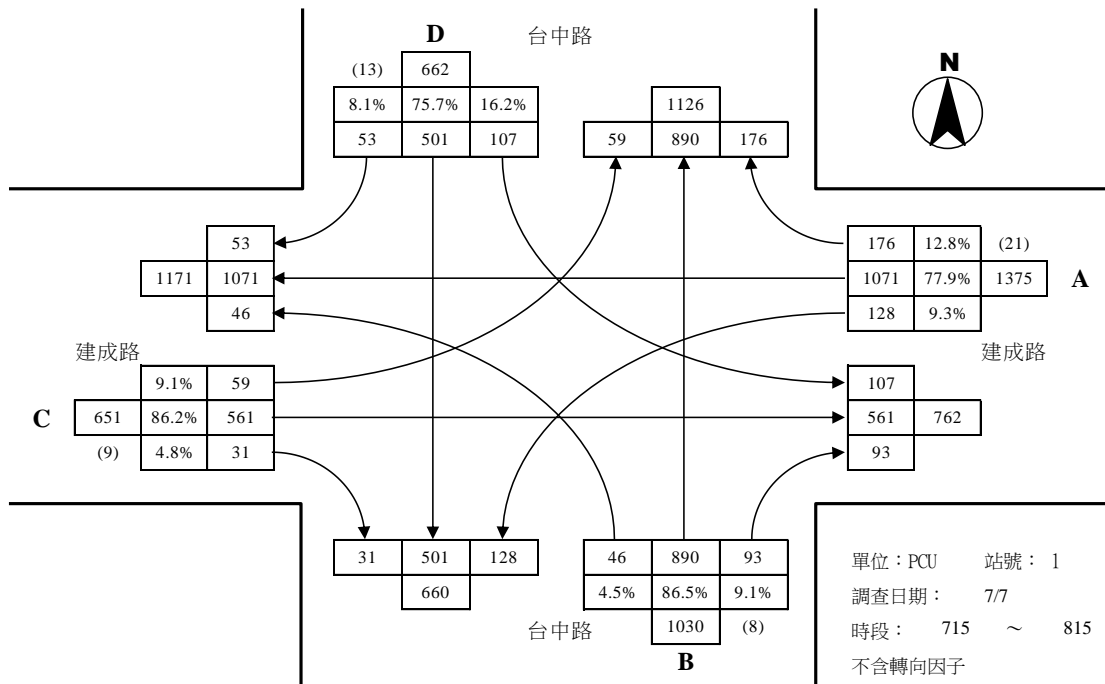 D
台中路
N
(13) 662
8.1% 75.7% 16.2%
53 501 107
1126
59 890 176
53
1171 1071
46
176 12.8% (21)
1071 77.9% 1375
128 9.3%
A
建成路
建成路
9.1% 59
C
651 86.2% 561
(9) 4.8% 31
107
561 762
93
31 501 128
660
46 890 93
4.5% 86.5% 9.1%
1030 (8)
台中路
B
單位：PCU 站號： 1
調查日期： 7/7
時段： 715 ～ 815
不含轉向因子